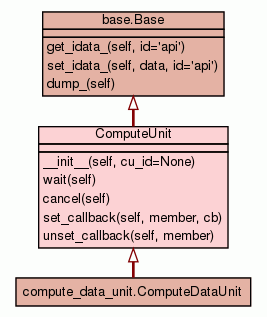 base.Base
get_idata_(self, id='api')
set_idata_(self, data, id='api')
dump_(self)
ComputeUnit
__init__(self, cu_id=None)
wait(self)
cancel(self)
set_callback(self, member, cb)
unset_callback(self, member)
compute_data_unit.ComputeDataUnit